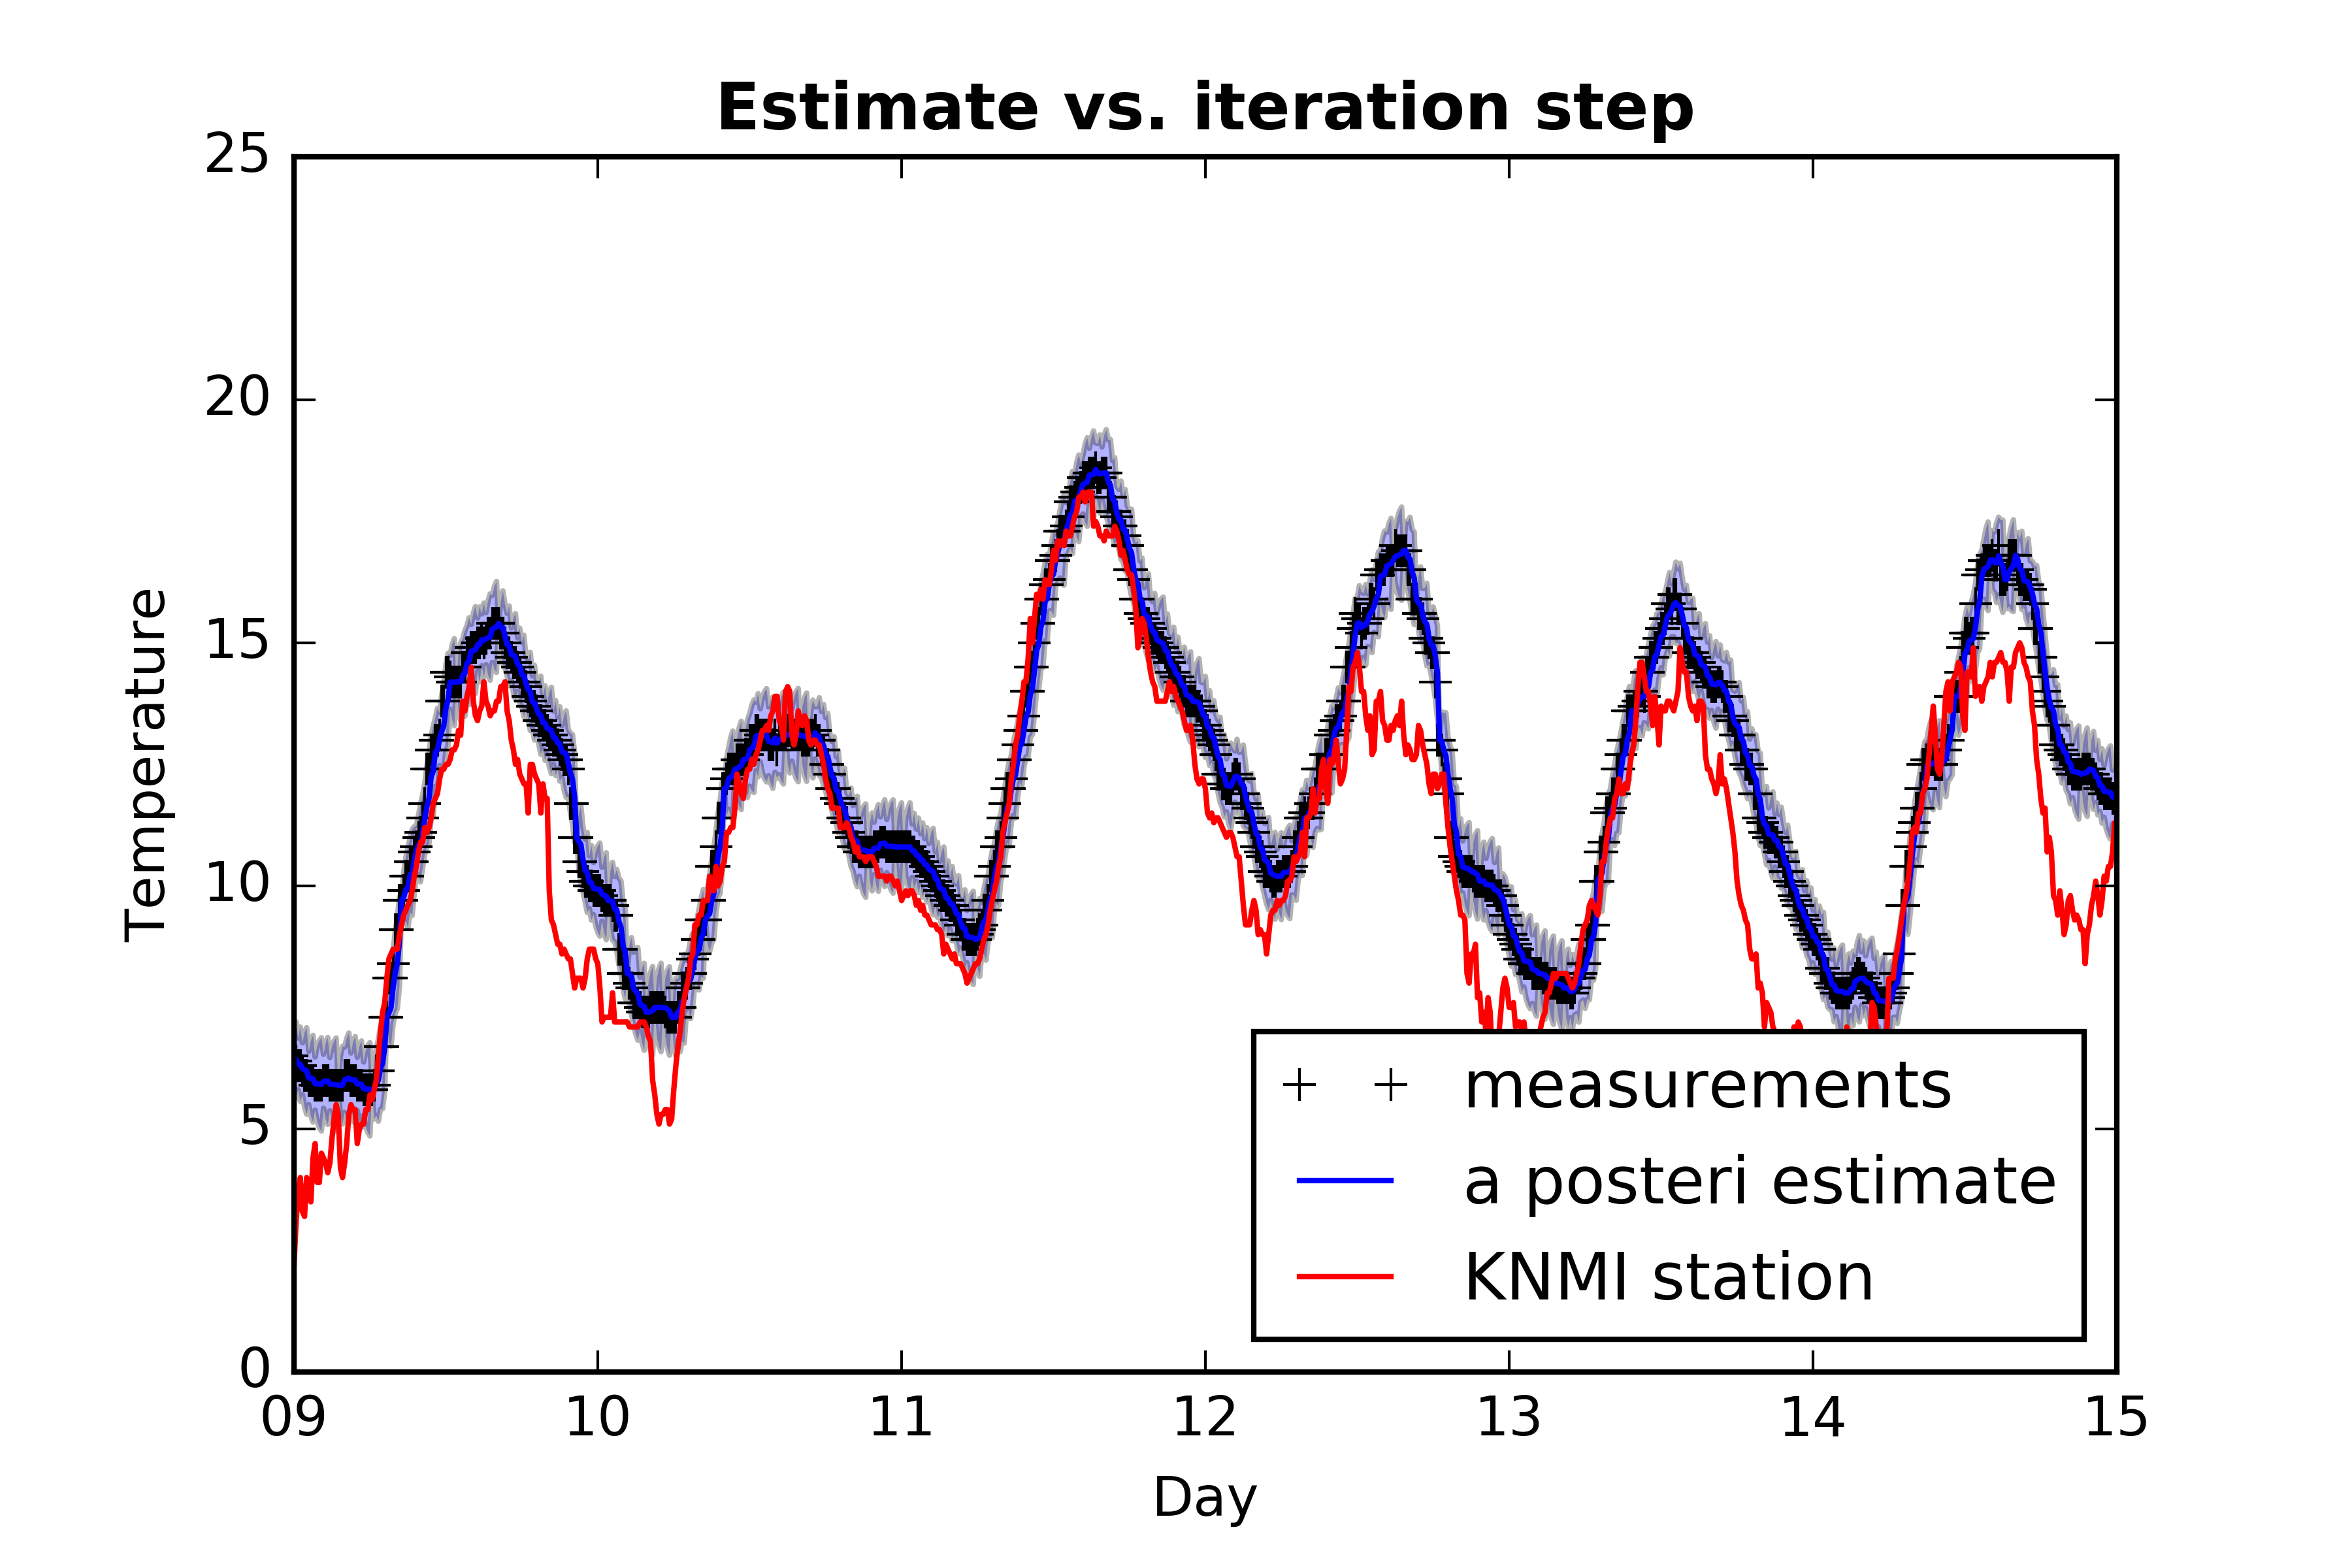 Estimate vs. iteration step
25
20
15
10
5
0
Temperature
09 10 11 12 13 14 15
Day
measurements
a posteri estimate
KNMI station